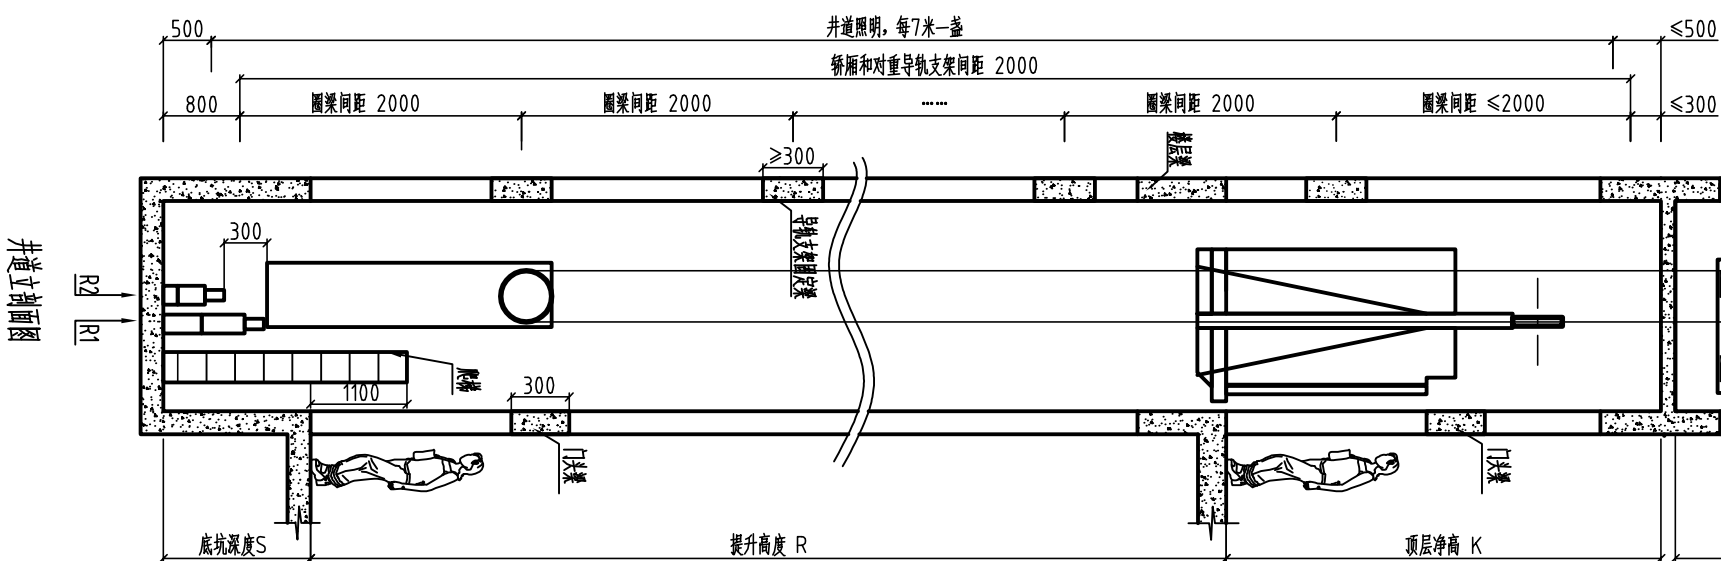 500
井道照明，每7米一盏
≤500
轿厢和对重导轨支架间距 2000
800
圈梁间距 2000
圈梁间距 2000
……
圈梁间距 2000
圈梁间距 ≤2000
≤300
楼层梁
≥300
导轨支架固定梁
300
井道立剖面图
R2
R1
爬梯
1100
300
门头梁
门头梁
底坑深度S
提升高度 R
顶层净高 K